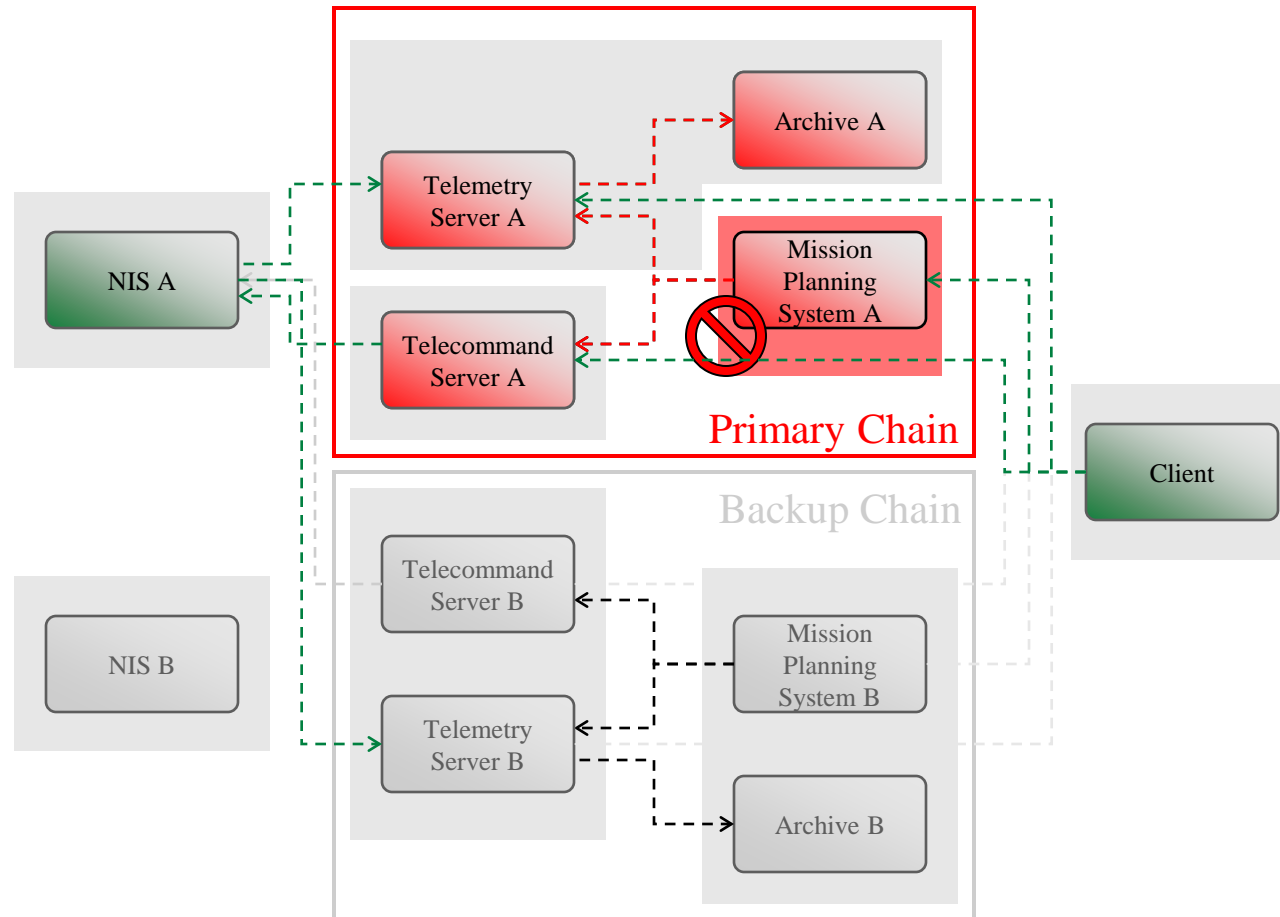 Archive A
Telemetry
Server A
NIS A
Mission
Planning
System A
Telecommand
Server A
Primary Chain
Client
Backup Chain
Telecommand
Server B
NIS B
Mission
Planning
System B
Telemetry
Server B
Archive B